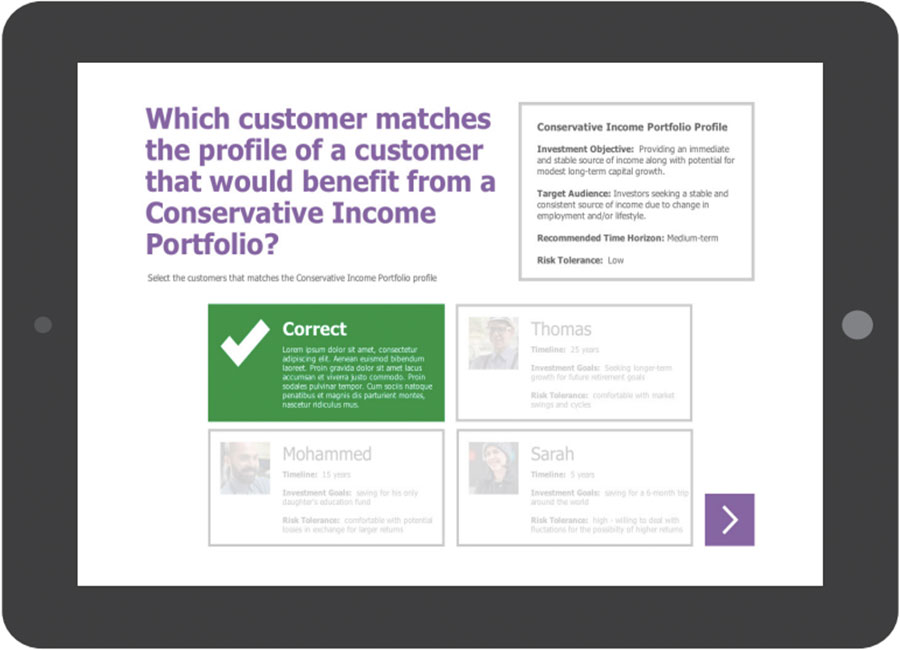 Which customer matches
the profile of a customer
that would benefit from a
Conservative Income
Portfolio?
Select the customers that matches the Conservative Income Portfolio profile
Conservative Income Portfolio Profile
Investment Objective: Providing an immediate
and stable source of income along with potential for
modest long-term capital growth.
Target Audience: Investors seeking a stable and
consistent source of income due to change in
employment and/or lifestyle.
Recommended Time Horizon: Medium-term
Risk Tolerance: Low
Correct
Lorem ipsum dolor sit amet, consectetur
adipiscing elit. Aenean euismod bibendum
laoreet. Proin gravida dolor sit amet lacus
accumsan et viverra justo commodo. Proin
sodales pulvinar tempor. Cum sociis natoque
penatibus et magnis dis parturient montes,
nascetur ridiculus mus.
Thomas
Timeline: 25 years
Investment Goals: Seeking longer-term
growth for future retirement goals
Risk Tolerance: comfortable with market
swings and cycles
Mohammed
Timeline: 15 years
Investment Goals: saving for his only
daughter's education fund
Risk Tolerance: comfortable with potential
losses in exchange for larger returns
Sarah
Timeline: 5 years
Investment Goals: saving for a 6-month trip
around the world
Risk Tolerance: high - willing to deal with
fluctations for the possibilty of higher returns